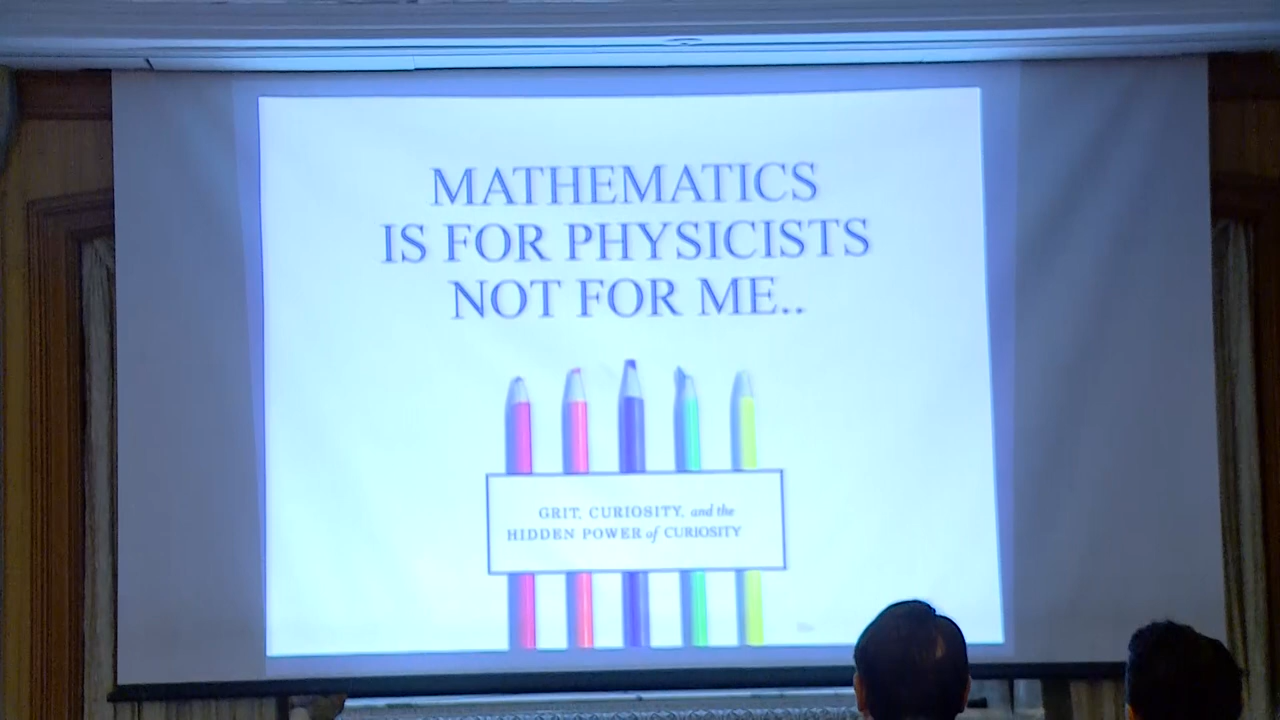 MATHEMATICS
IS FOR PHYSICISTS
NOT FOR ME..
GRIT, CURIOSITY, and the
HIDDEN POWER of CURIOSITY